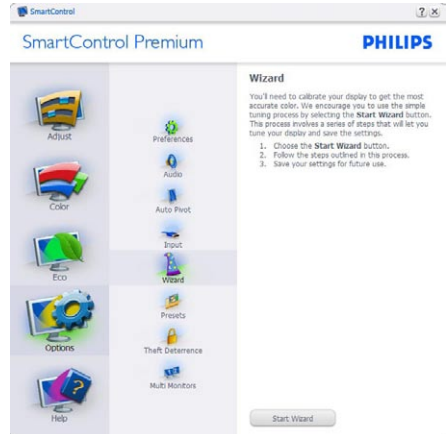 SmartControl
SmartControl Premium
PHILIPS
Adjust
Color
Eco
Options
Help
Preferences
Audio
Auto Pivot
Input
Wizard
Presets
Theft Deterrence
Multi Monitors
Wizard
You'll need to calibrate your display to get the most
accurate color. We encourage you to use the simple
tuning process by selecting the Start Wizard button.
This process involves a series of steps that will let you
tune your display and save the settings.
1. Choose the Start Wizard button.
2. Follow the steps outlined in the process.
3. Save your settings for future use.
Start Wizard